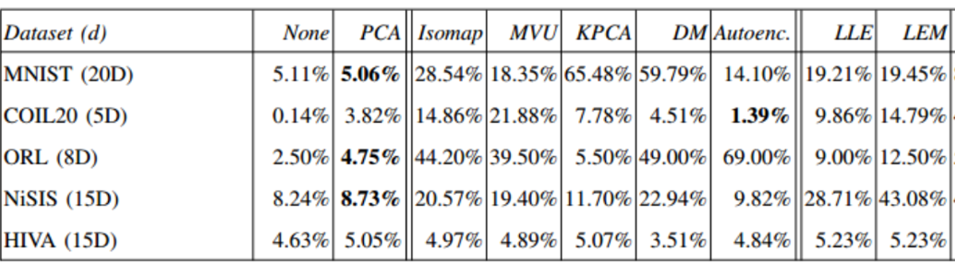 Dataset (d) None PCA Isomap MVU KPCA DM Autoenc. LLE LEM
MNIST (20D) 5.11% 5.06% 28.54% 18.35% 65.48% 59.79% 14.10% 19.21% 19.45%
COIL20 (5D) 0.14% 3.82% 14.86% 21.88% 7.78% 4.51% 1.39% 9.86% 14.79%
ORL (8D) 2.50% 4.75% 44.20% 39.50% 5.50% 49.00% 69.00% 9.00% 12.50%
NiSIS (15D) 8.24% 8.73% 20.57% 19.40% 11.70% 22.94% 9.82% 28.71% 43.08%
HIVA (15D) 4.63% 5.05% 4.97% 4.89% 5.07% 3.51% 4.84% 5.23% 5.23%